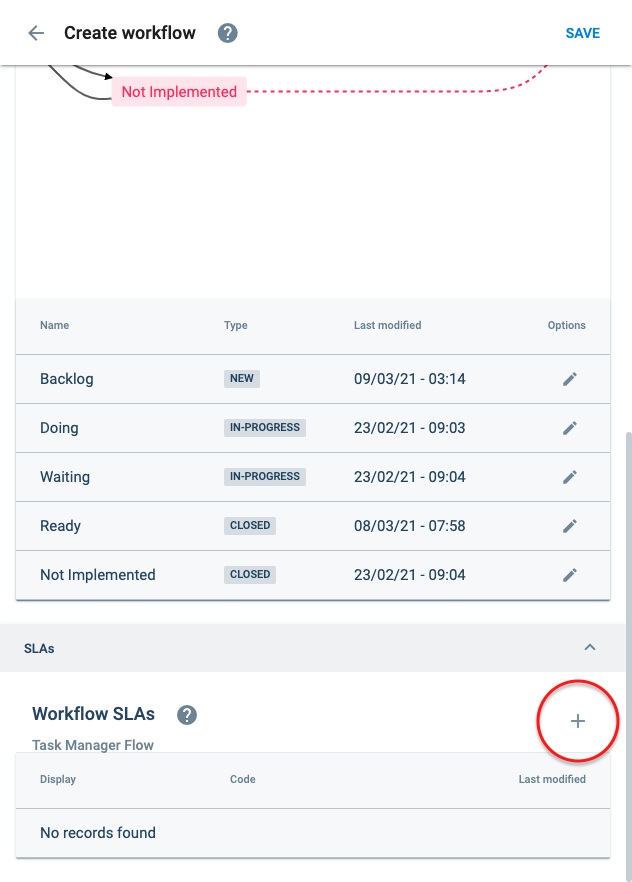 Create workflow ?
SAVE
Not Implemented
Name Type Last modified Options
Backlog NEW 09/03/21 - 03:14
Doing IN-PROGRESS 23/02/21 - 09:03
Waiting IN-PROGRESS 23/02/21 - 09:04
Ready CLOSED 08/03/21 - 07:58
Not Implemented CLOSED 23/02/21 - 09:04
SLAs
Workflow SLAs ?
Task Manager Flow
Display Code Last modified
No records found